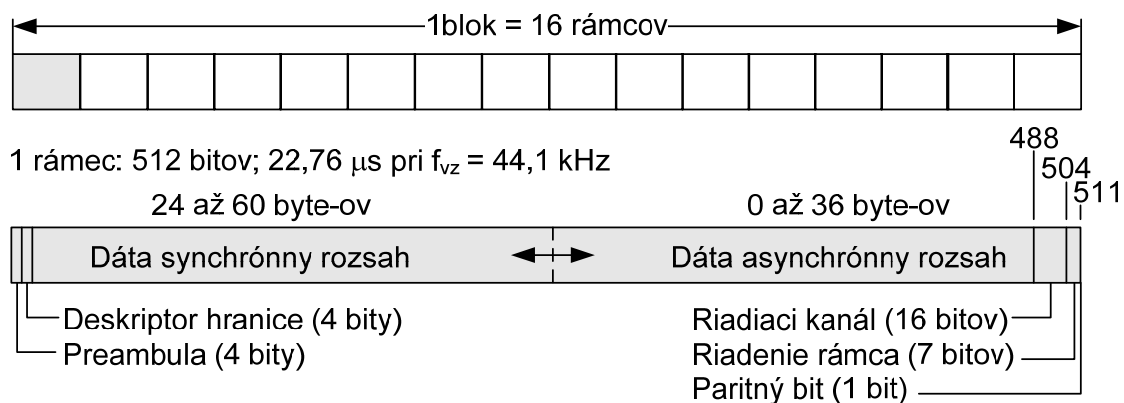 1blok = 16 rámcov
1 rámec: 512 bitov; 22,76 μs pri fvz = 44,1 kHz
488
504
511
24 až 60 byte-ov
0 až 36 byte-ov
Dáta synchrónny rozsah
Dáta asynchrónny rozsah
Deskriptor hranice (4 bity)
Preambula (4 bity)
Riadiaci kanál (16 bitov)
Riadenie rámca (7 bitov)
Paritný bit (1 bit)